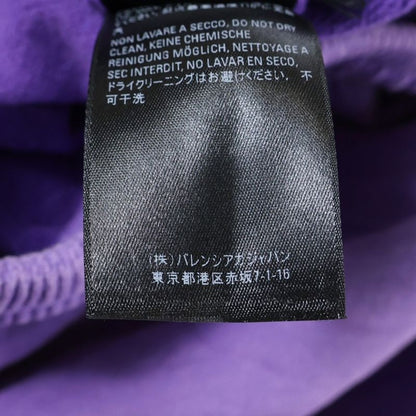 NON LAVARE A SECCO, DO NOT DRY
CLEAN, KEINE CHEMISCHE
REINIGUNG MÖGLICH, NETTOYAGE A
SEC INTERDIT, NO LAVAR EN SECO,
ドライクリーニングはお避けください, 不
可干洗
(株) バレンシアガジャパン
東京都港区赤坂7-1-16